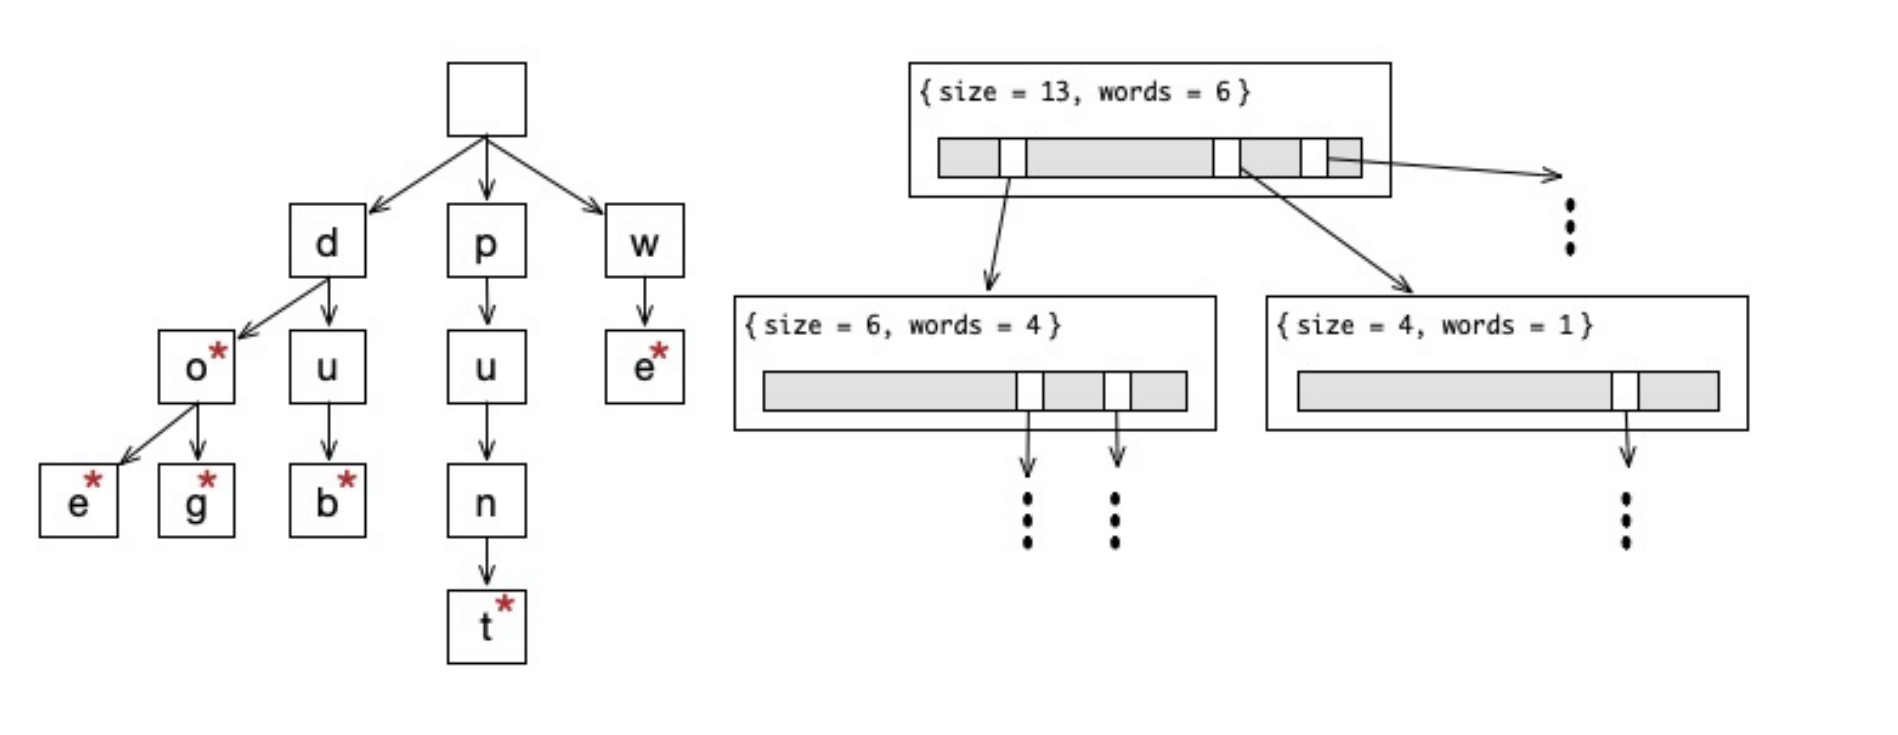 {size = 13, words = 6}
d p w
{size = 6, words = 4} {size = 4, words = 1}
o* u u e*
e* g* b* n
t*